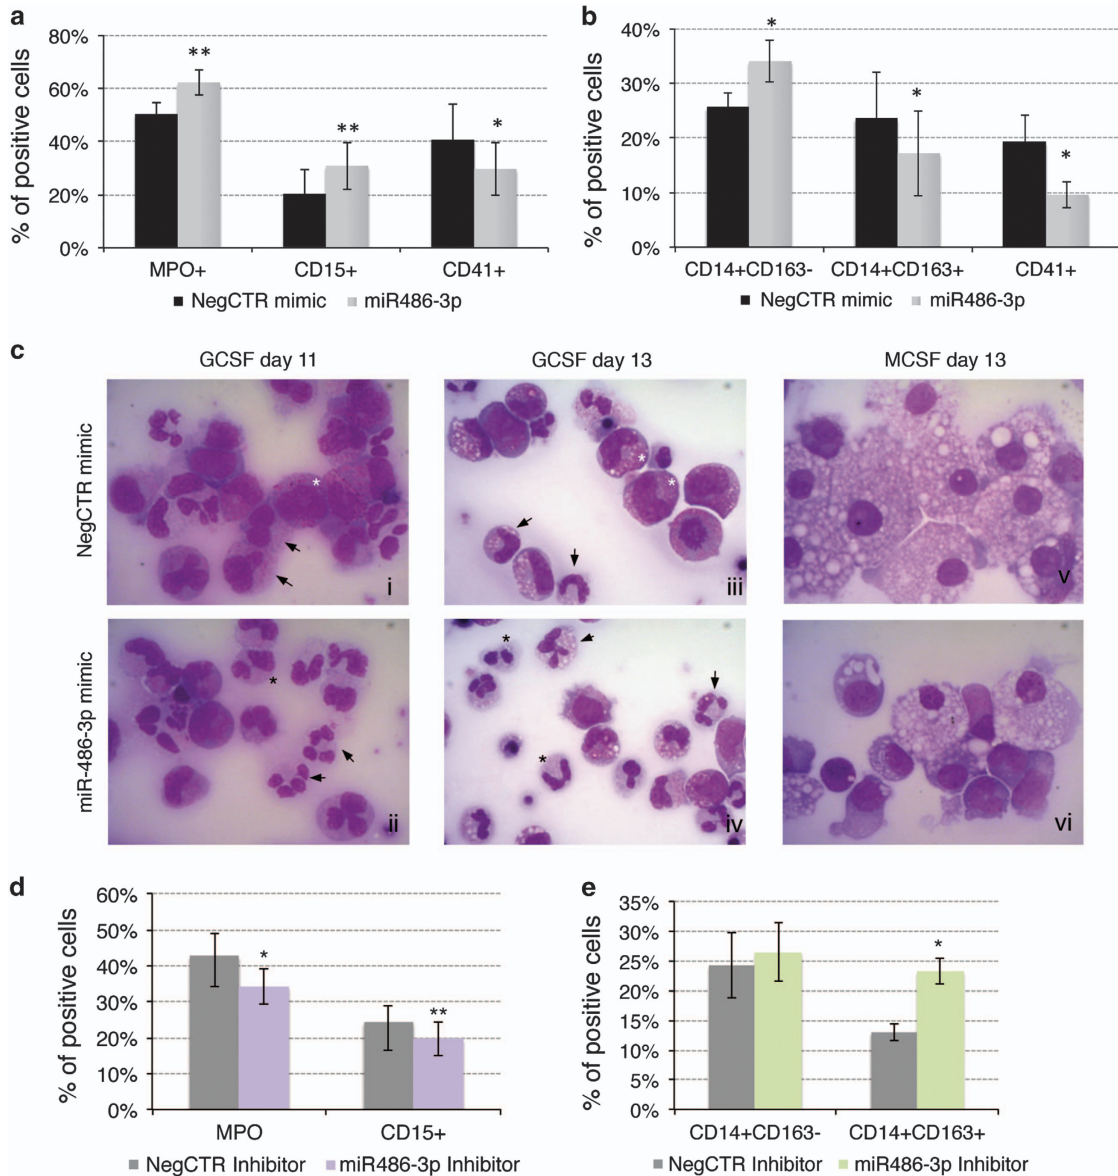 a
80%
60%
40%
20%
0%
% of positive cells
**
**
*
MPO+ CD15+ CD41+
NegCTR mimic miR486-3p
b
40%
30%
20%
10%
0%
% of positive cells
*
*
*
CD14+CD163- CD14+CD163+ CD41+
NegCTR mimic miR486-3p
c
GCSF day 11 GCSF day 13 MCSF day 13
NegCTR mimic
* * *
i iii v
miR-486-3p mimic
* * *
ii iv vi
d
60%
50%
40%
30%
20%
10%
0%
% of positive cells
*
**
MPO CD15+
NegCTR Inhibitor miR486-3p Inhibitor
e
35%
30%
25%
20%
15%
10%
5%
0%
% of positive cells
*
CD14+CD163- CD14+CD163+
NegCTR Inhibitor miR486-3p Inhibitor